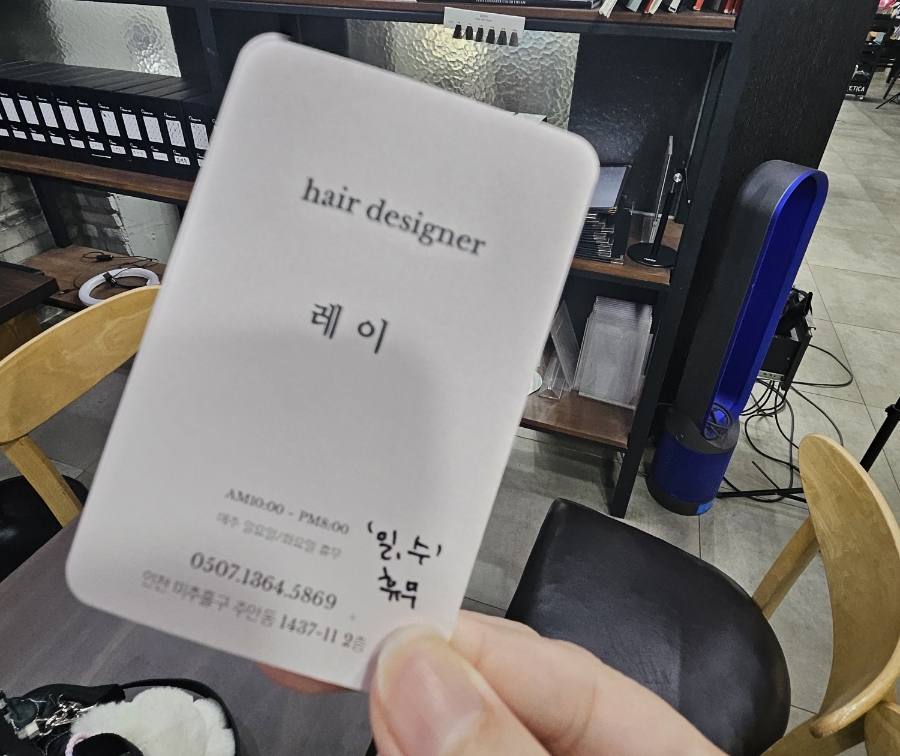 hair designer
레이
AM10:00 - PM8:00
매주 일요일/화요일 휴무
'일,수'
휴무
0507.1364.5869
인천 미추홀구 주안동 1437-11 2층